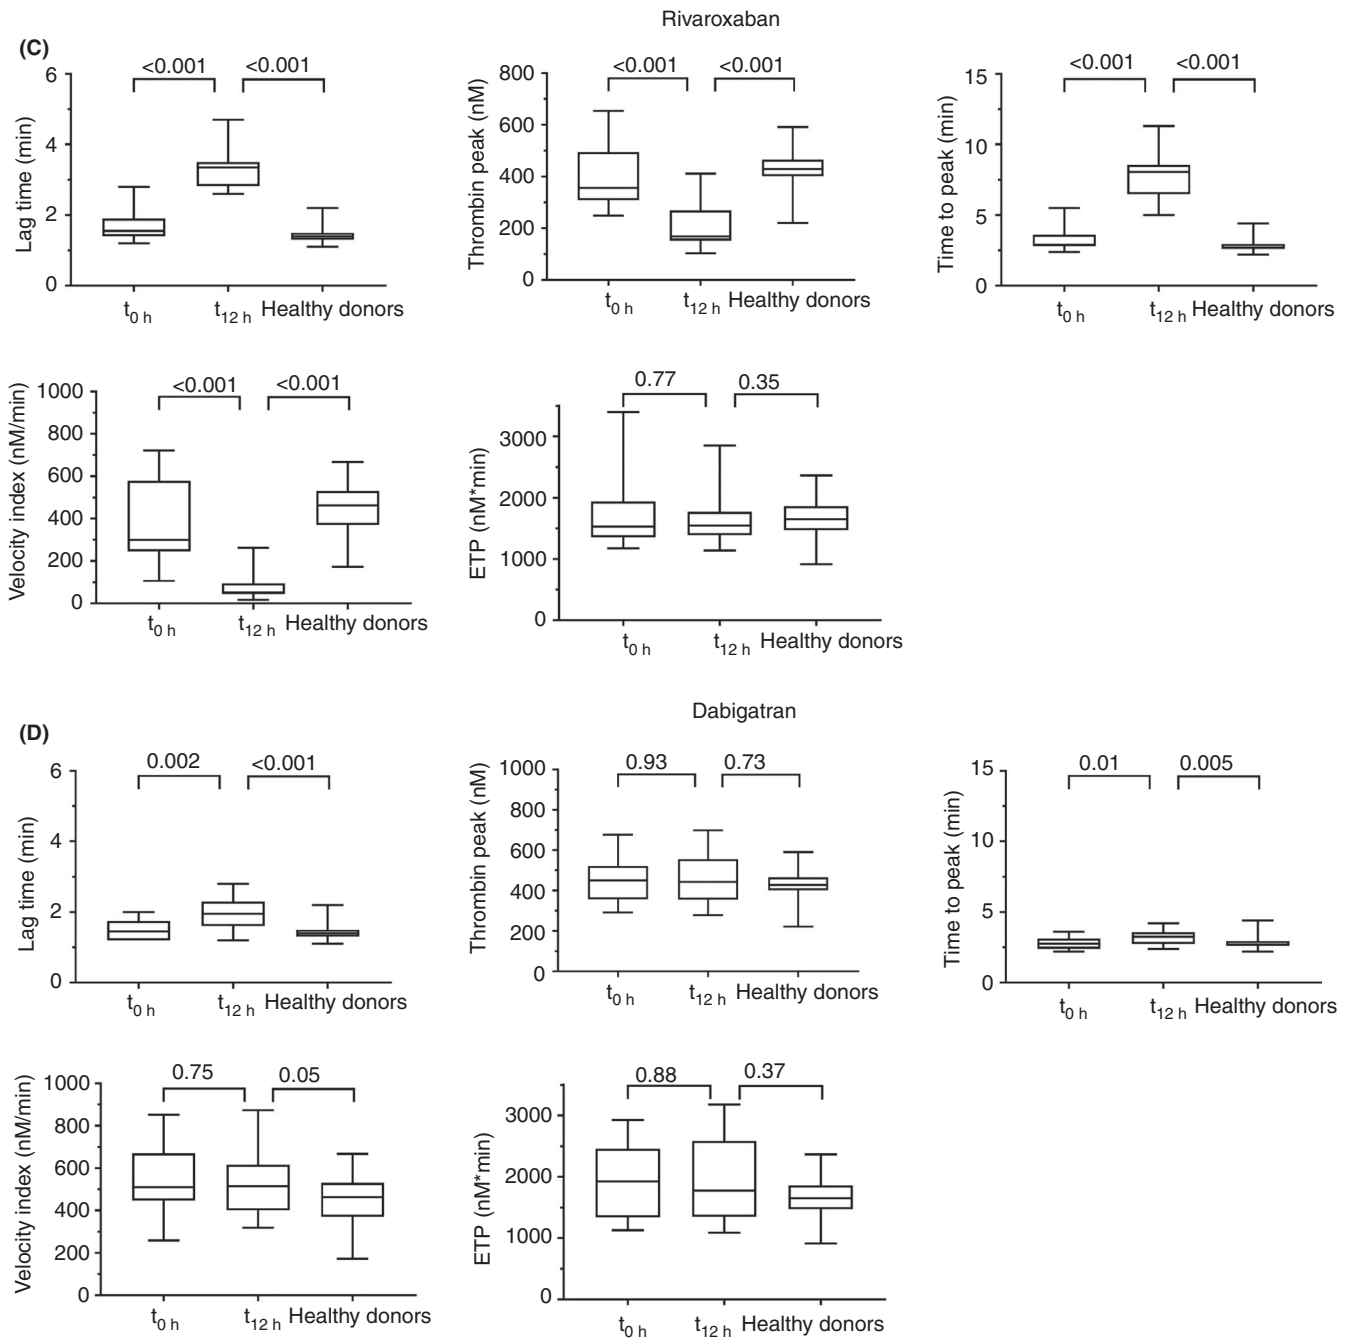 Rivaroxaban
(C)
<0.001 <0.001
Lag time (min)
6
4
2
0
t0 h t12 h Healthy donors
<0.001 <0.001
Thrombin peak (nM)
800
600
400
200
0
t0 h t12 h Healthy donors
<0.001 <0.001
Time to peak (min)
15
10
5
0
t0 h t12 h Healthy donors
<0.001 <0.001
Velocity index (nM/min)
1000
800
600
400
200
0
t0 h t12 h Healthy donors
0.77 0.35
ETP (nM*min)
3000
2000
1000
0
t0 h t12 h Healthy donors
Dabigatran
(D)
0.002 <0.001
Lag time (min)
6
4
2
0
t0 h t12 h Healthy donors
0.93 0.73
Thrombin peak (nM)
1000
800
600
400
200
0
t0 h t12 h Healthy donors
0.01 0.005
Time to peak (min)
15
10
5
0
t0 h t12 h Healthy donors
0.75 0.05
Velocity index (nM/min)
1000
800
600
400
200
0
t0 h t12 h Healthy donors
0.88 0.37
ETP (nM*min)
3000
2000
1000
0
t0 h t12 h Healthy donors